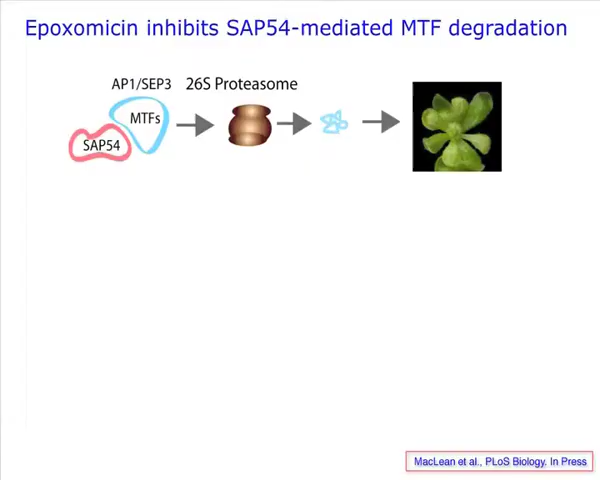 Epoxomicin inhibits SAP54-mediated MTF degradation
AP1/SEP3
26S Proteasome
MTFs
SAP54
MacLean et al., PLoS Biology. In Press